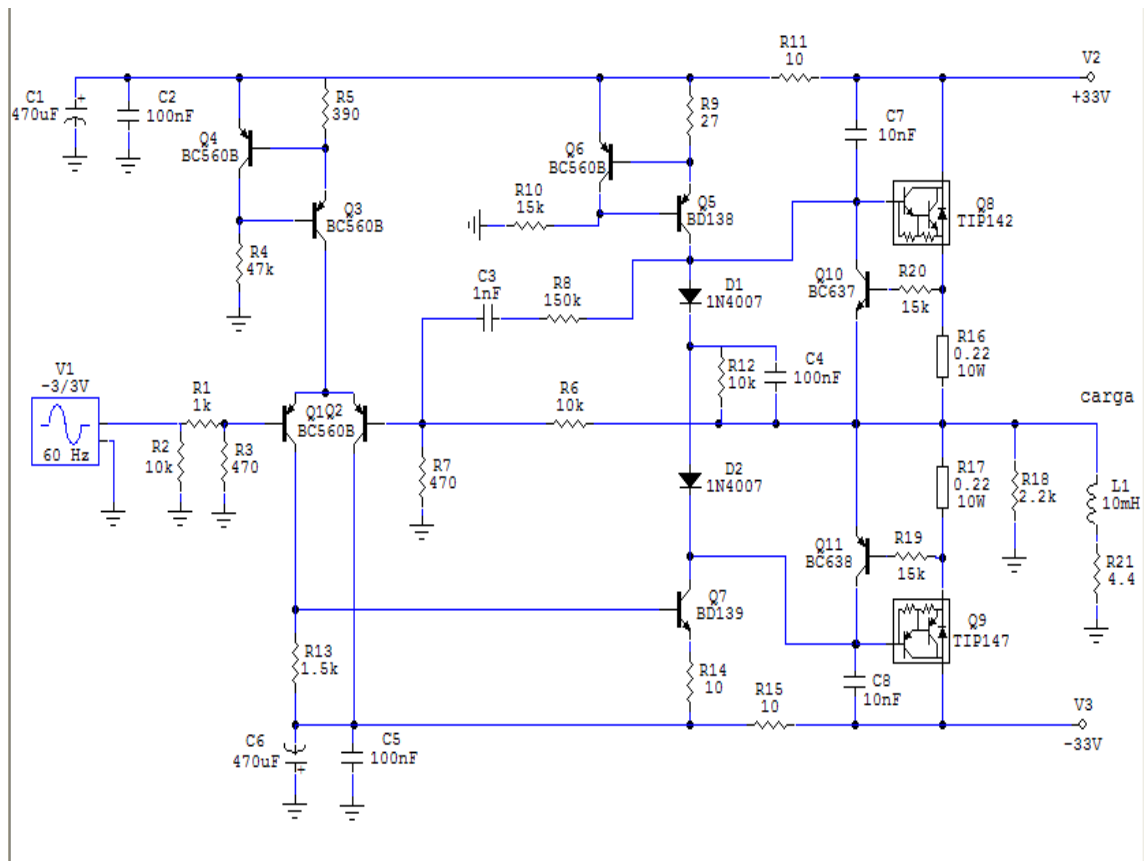 R11
10
V2
+33V
C1
470uF
+
C2
100nF
R5
390
R9
27
C7
10nF
Q4
BC560B
Q6
BC560B
Q3
BC560B
R10
15k
Q5
BD138
Q8
TIP142
R4
47k
C3
1nF
R8
150k
D1
1N4007
Q10
BC637
R20
15k
R16
0.22
10W
V1
-3/3V
60 Hz
R1
1k
R2
10k
R3
470
Q1Q2
BC560B
R6
10k
R12
10k
C4
100nF
carga
R7
470
D2
1N4007
R17
0.22
10W
R18
2.2k
L1
10mH
Q11
BC638
R19
15k
R21
4.4
Q7
BD139
Q9
TIP147
R13
1.5k
R14
10
R15
10
C8
10nF
V3
-33V
C6
470uF
+
C5
100nF